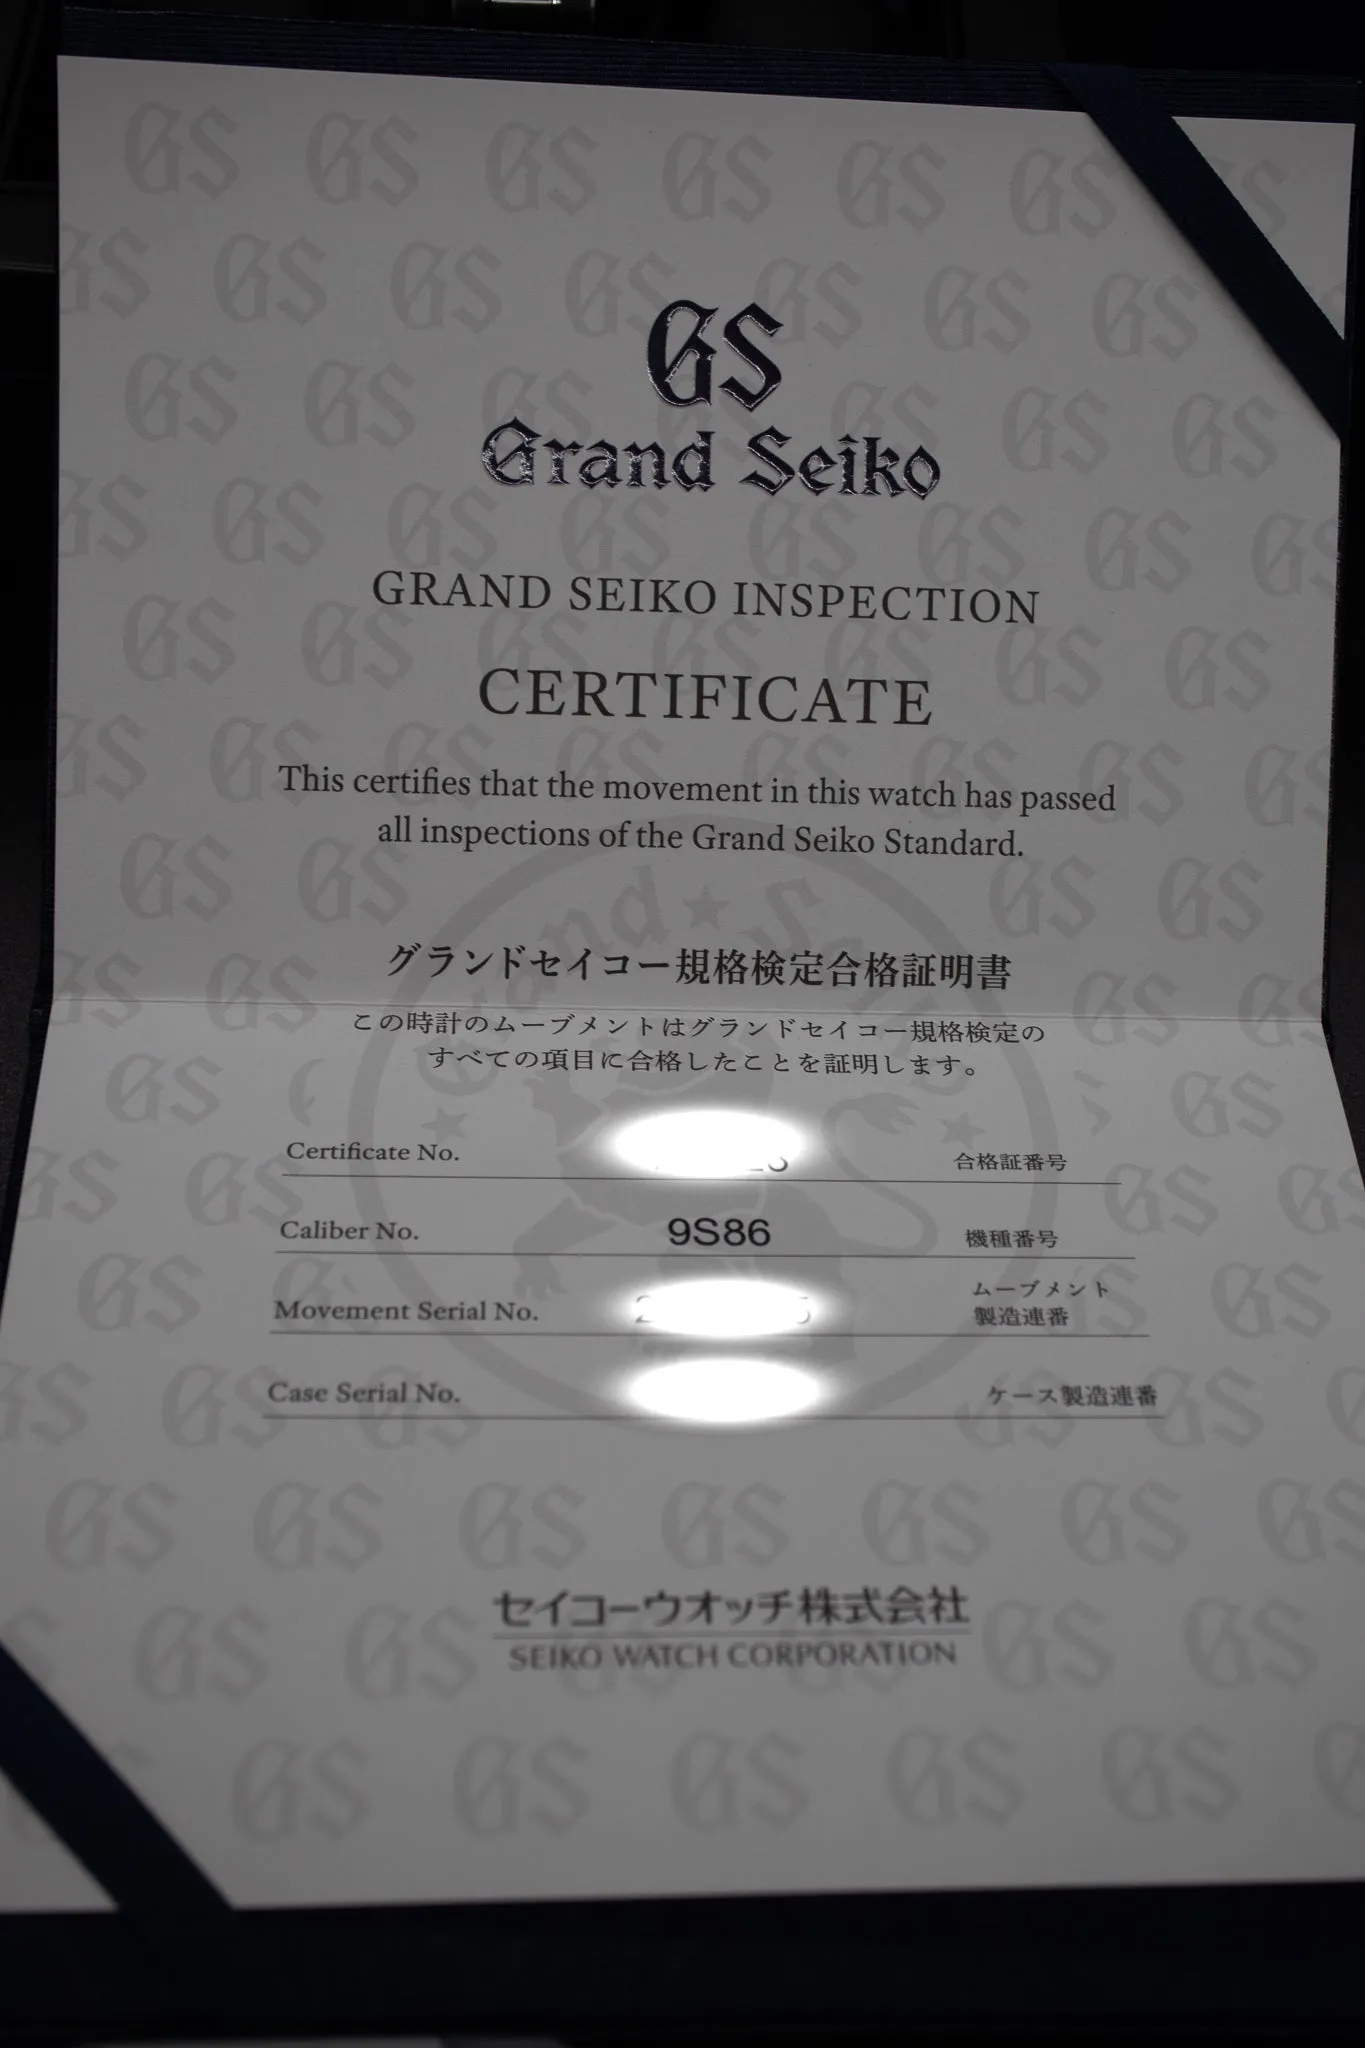 GS
Grand Seiko
GRAND SEIKO INSPECTION
CERTIFICATE
This certifies that the movement in this watch has passed
all inspections of the Grand Seiko Standard.
グランドセイコー規格検定合格証明書
この時計のムーブメントはグランドセイコー規格検定の
すべての項目に合格したことを証明します。
Certificate No. 合格証番号
Caliber No. 9S86 機種番号
Movement Serial No. ムーブメント
製造連番
Case Serial No. ケース製造連番
セイコーウオッチ株式会社
SEIKO WATCH CORPORATION